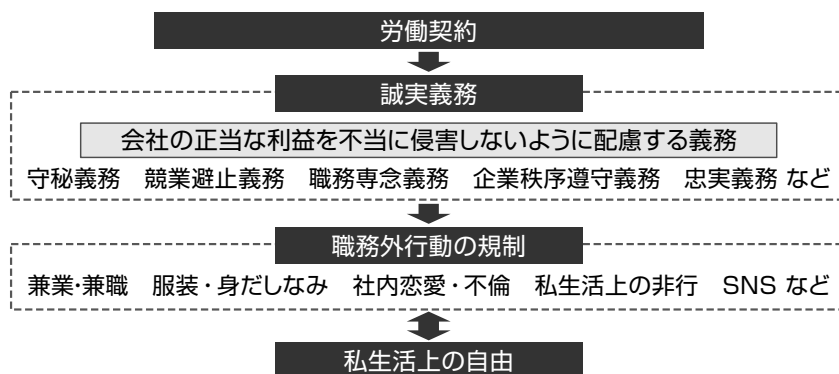 労働契約
誠実義務
会社の正当な利益を不当に侵害しないように配慮する義務
守秘義務 競業避止義務 職務専念義務 企業秩序遵守義務 忠実義務 など
職務外行動の規制
兼業・兼職 服装・身だしなみ 社内恋愛・不倫 私生活上の非行 SNS など
私生活上の自由